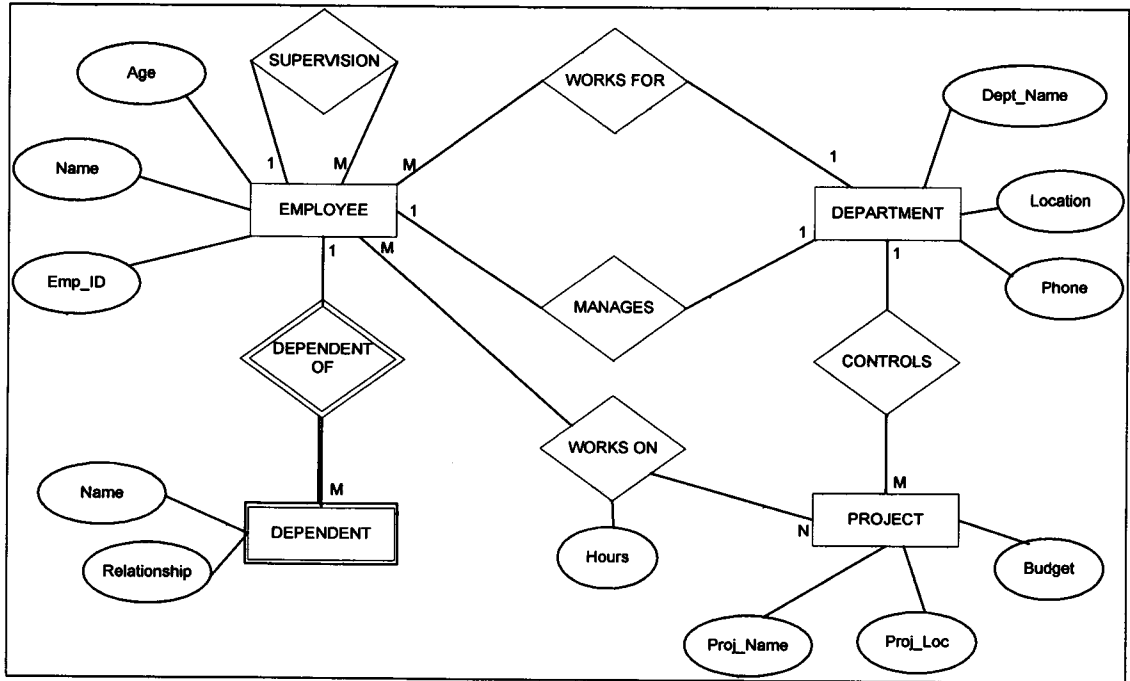 SUPERVISION
WORKS FOR
Age
Dept_Name
Name
1
M
M
1
EMPLOYEE
DEPARTMENT
Location
1
1
M
1
1
Emp_ID
Phone
MANAGES
DEPENDENT
OF
CONTROLS
WORKS ON
Name
M
M
DEPENDENT
N
PROJECT
Hours
Relationship
Budget
Proj_Name
Proj_Loc